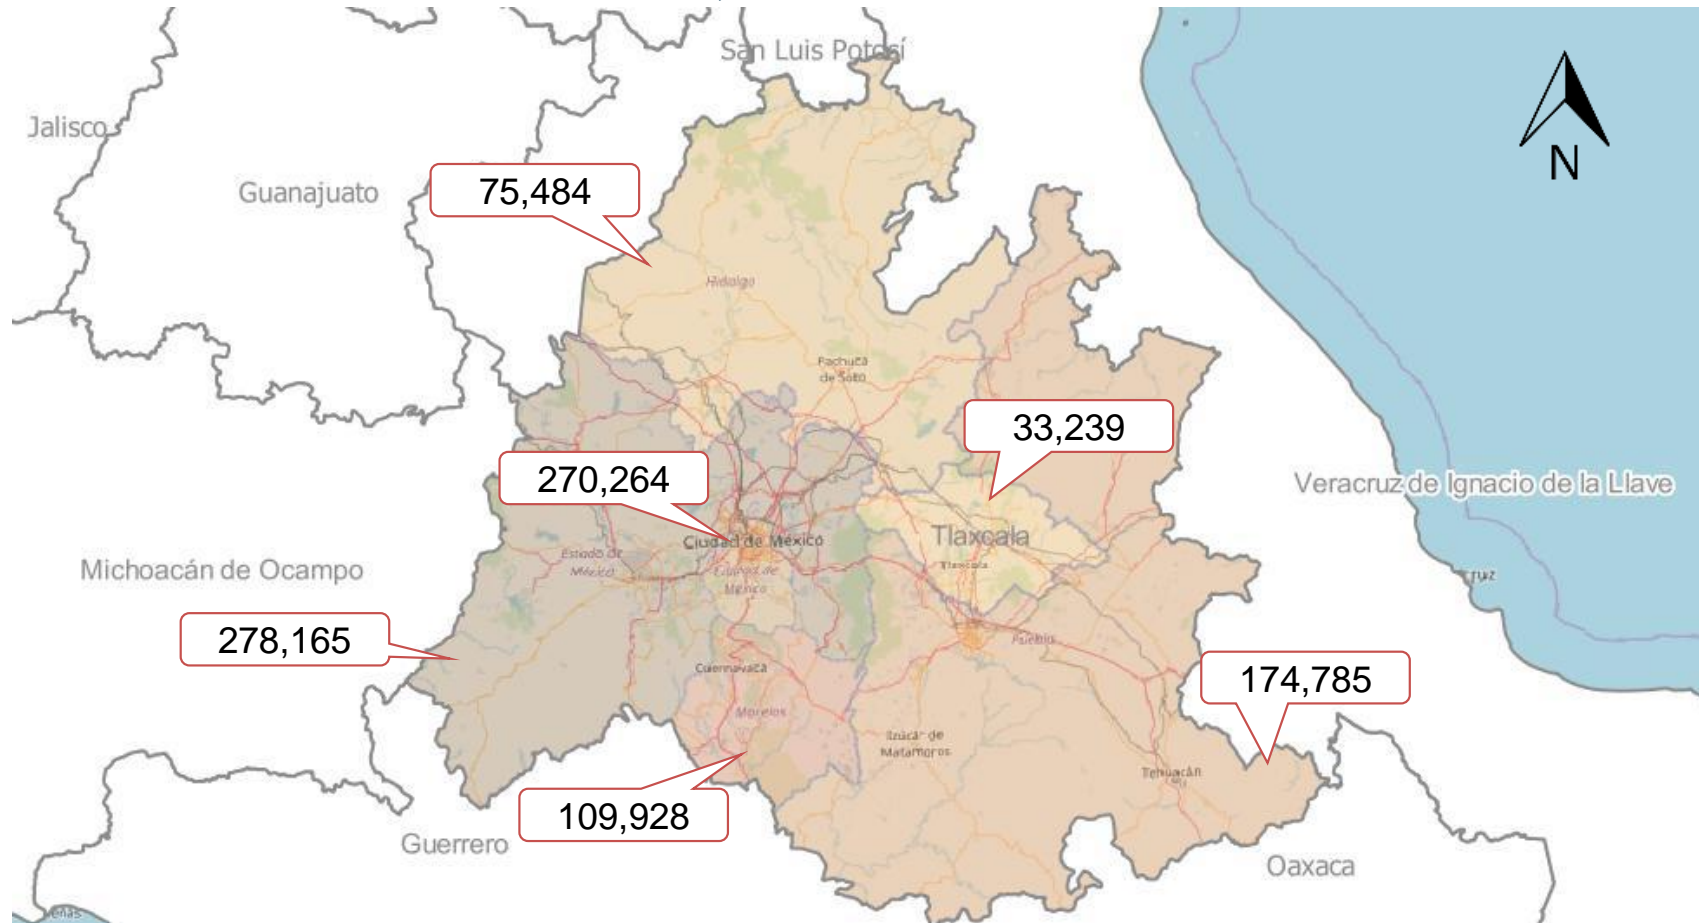 San Luis Potosí
Jalisco
N
Guanajuato
75,484
Hidalgo
Pachuca
de Soto
33,239
270,264
Veracruz de Ignacio de la Llave
Ciudad de México
Tlaxcala
Estado de
México
Tlaxcala
Ciudad de
México
Michoacán de Ocampo
ruz
278,165
Puebla
Cuernavaca
174,785
Morelos
Izúcar de
Matamoros
Tehuacán
109,928
Guerrero
Oaxaca